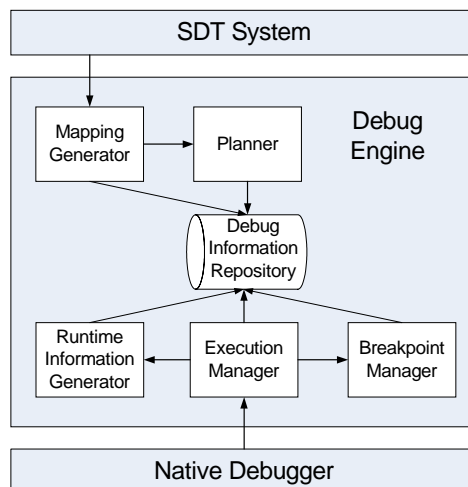 SDT System
Debug
Engine
Mapping
Generator
Planner
Debug
Information
Repository
Runtime
Information
Generator
Execution
Manager
Breakpoint
Manager
Native Debugger